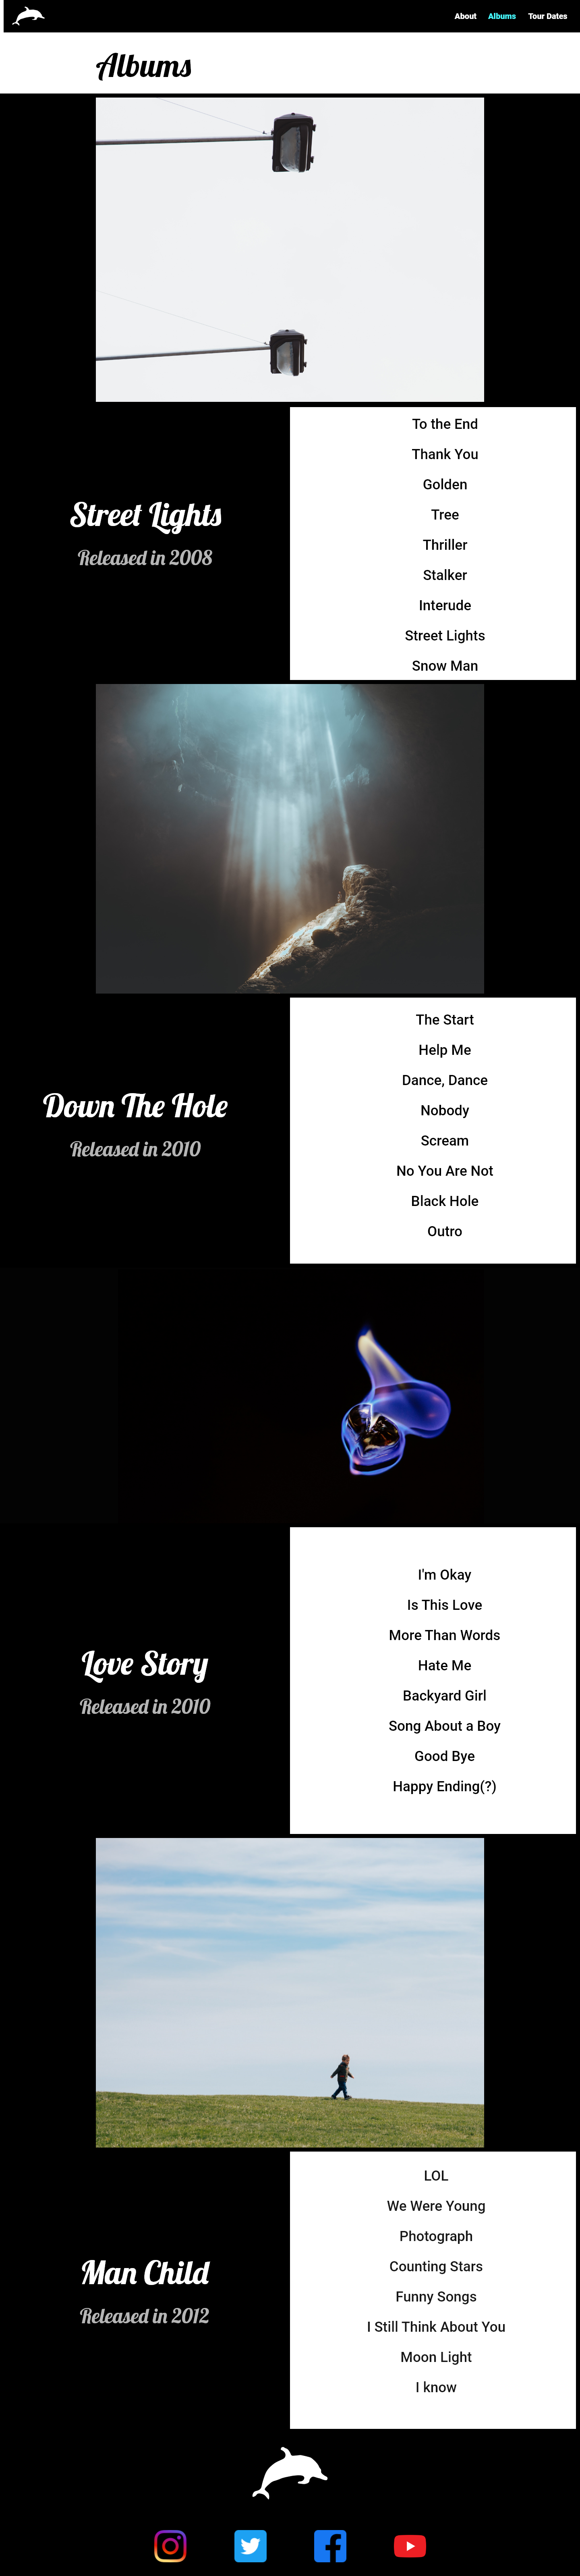 About Albums Tour Dates
Albums
To the End
Thank You
Golden
Tree
Thriller
Stalker
Interude
Street Lights
Snow Man
Street Lights
Released in 2008
The Start
Help Me
Dance, Dance
Nobody
Scream
No You Are Not
Black Hole
Outro
Down The Hole
Released in 2010
I'm Okay
Is This Love
More Than Words
Hate Me
Backyard Girl
Song About a Boy
Good Bye
Happy Ending(?)
Love Story
Released in 2010
LOL
We Were Young
Photograph
Counting Stars
Funny Songs
I Still Think About You
Moon Light
I know
Man Child
Released in 2012